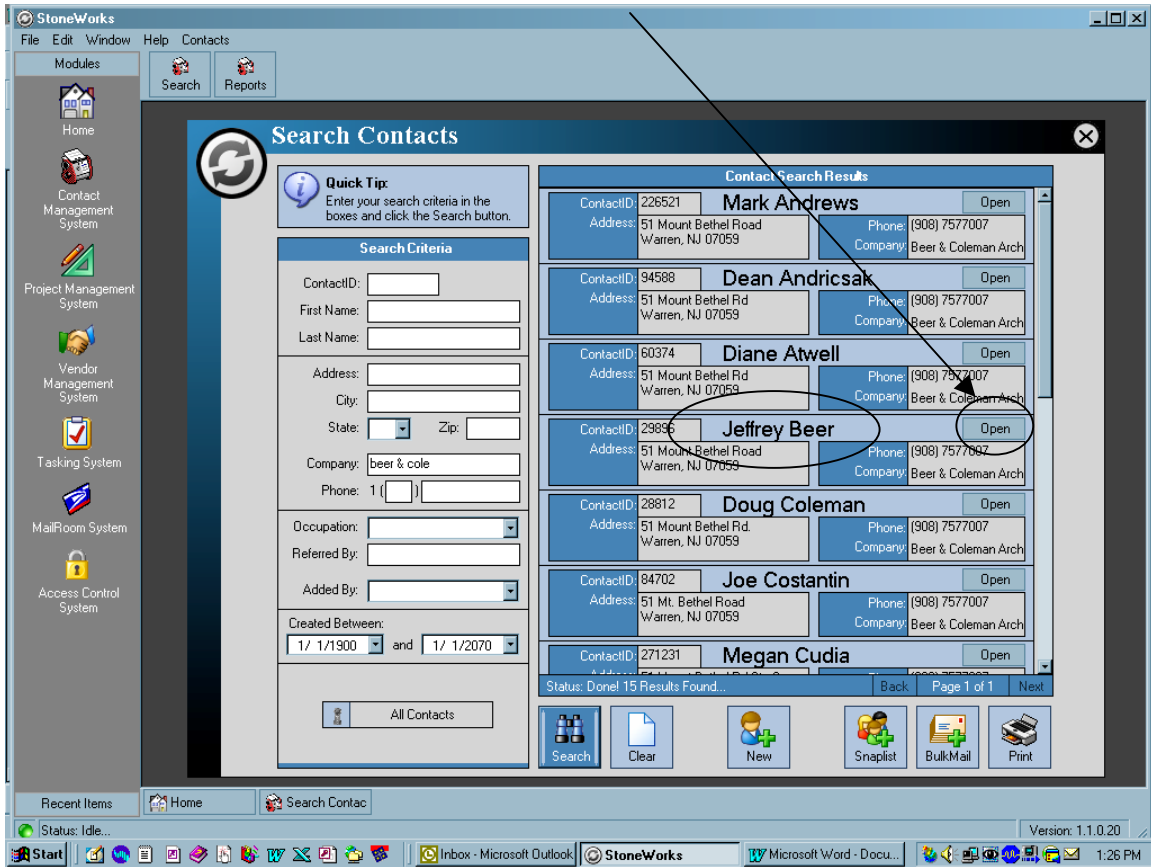 StoneWorks
File Edit Window Help Contacts
Modules
Search Reports
Home
Contact
Management
System
Project Management
System
Vendor
Management
System
Tasking System
MailRoom System
Access Control
System
Recent Items
Search Contacts
Quick Tip:
Enter your search criteria in the
boxes and click the Search button.
Search Criteria
ContactID:
First Name:
Last Name:
Address:
City:
State: Zip:
Company: beer & cole
Phone: 1 ( )
Occupation:
Referred By:
Added By:
Created Between:
1/ 1/1900 and 1/ 1/2070
All Contacts
Contact Search Results
ContactID: 226521 Mark Andrews Open
Address: 51 Mount Bethel Road Phone: (908) 7577007
Warren, NJ 07059 Company: Beer & Coleman Arch
ContactID: 94588 Dean Andricsak Open
Address: 51 Mount Bethel Rd Phone: (908) 7577007
Warren, NJ 07059 Company: Beer & Coleman Arch
ContactID: 60374 Diane Atwell Open
Address: 51 Mount Bethel Rd Phone: (908) 7577007
Warren, NJ 07059 Company: Beer & Coleman Arch
ContactID: 29896 Jeffrey Beer Open
Address: 51 Mount Bethel Road Phone: (908) 7577007
Warren, NJ 07059 Company: Beer & Coleman Arch
ContactID: 28812 Doug Coleman Open
Address: 51 Mount Bethel Rd. Phone: (908) 7577007
Warren, NJ 07059 Company: Beer & Coleman Arch
ContactID: 84702 Joe Costantin Open
Address: 51 Mt. Bethel Road Phone: (908) 7577007
Warren, NJ 07059 Company: Beer & Coleman Arch
ContactID: 271231 Megan Cudia Open
Status: Done! 15 Results Found... Back Page 1 of 1 Next
Search Clear New Snaplist BulkMail Print
Home Search Contac
Status: Idle... Version: 1.1.0.20
Start Inbox - Microsoft Outlook StoneWorks Microsoft Word - Docu... 1:26 PM